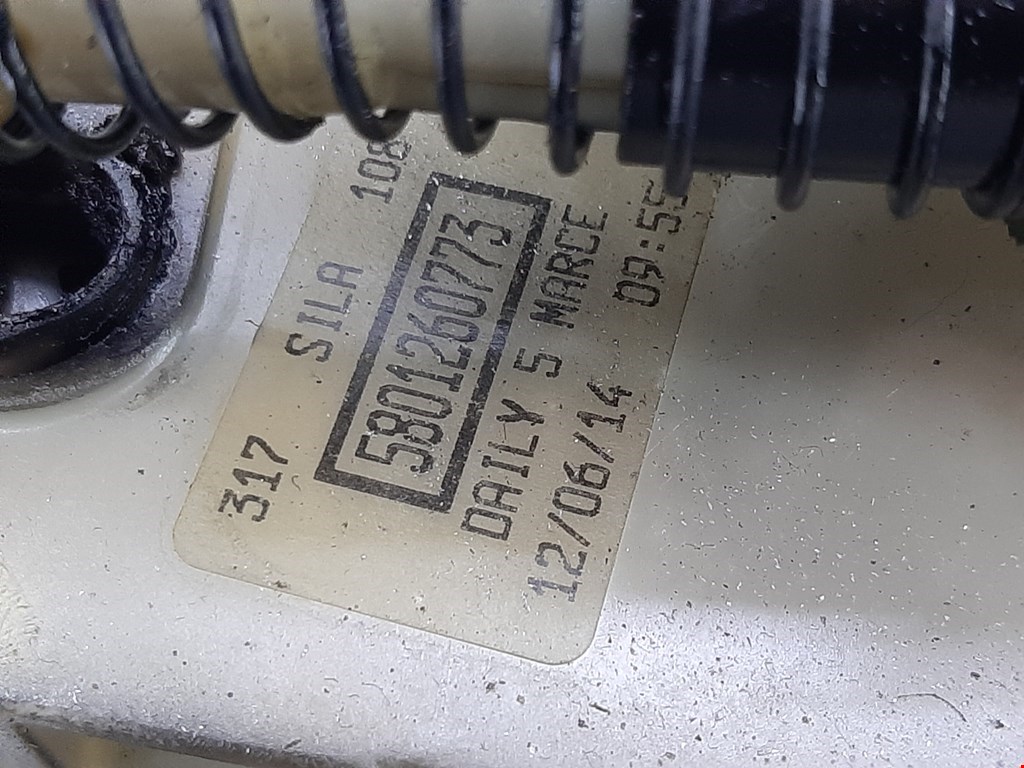 317 SILA 108
5801260773
DAILY 5 MARCE
12/06/14 09:55